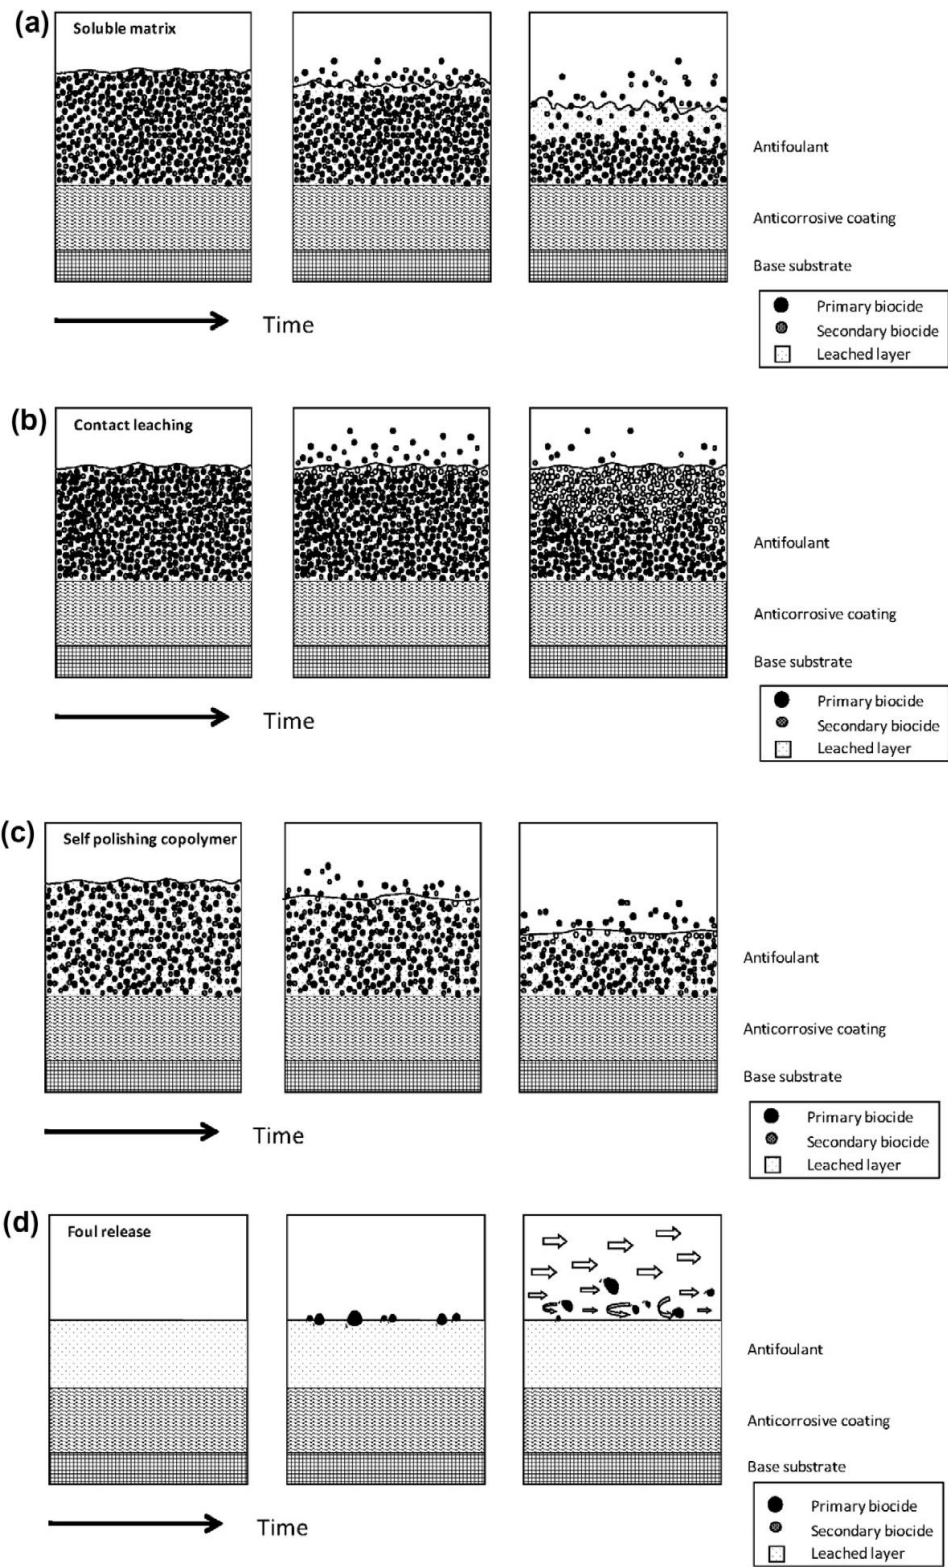 (a)
Soluble matrix
Antifoulant
Anticorrosive coating
Base substrate
Primary biocide
Secondary biocide
Leached layer
Time
(b)
Contact leaching
Antifoulant
Anticorrosive coating
Base substrate
Primary biocide
Secondary biocide
Leached layer
Time
(c)
Self polishing copolymer
Antifoulant
Anticorrosive coating
Base substrate
Primary biocide
Secondary biocide
Leached layer
Time
(d)
Foul release
Antifoulant
Anticorrosive coating
Base substrate
Primary biocide
Secondary biocide
Leached layer
Time